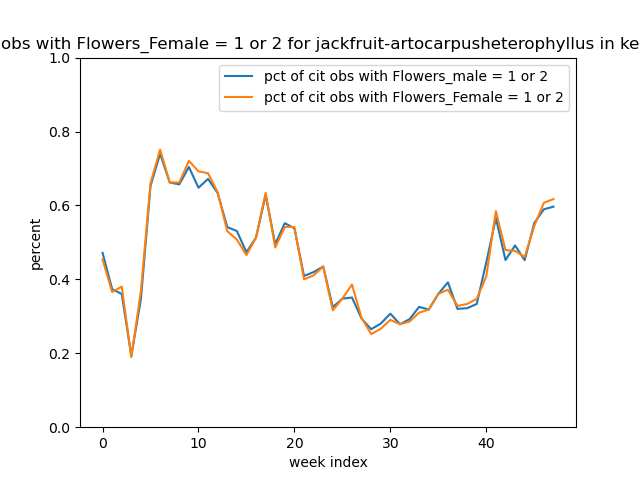 obs with Flowers_Female = 1 or 2 for jackfruit-artocarpusheterophyllus in ke
pct of cit obs with Flowers_male = 1 or 2
pct of cit obs with Flowers_Female = 1 or 2
percent
1.0
0.8
0.6
0.4
0.2
0.0
0 10 20 30 40
week index